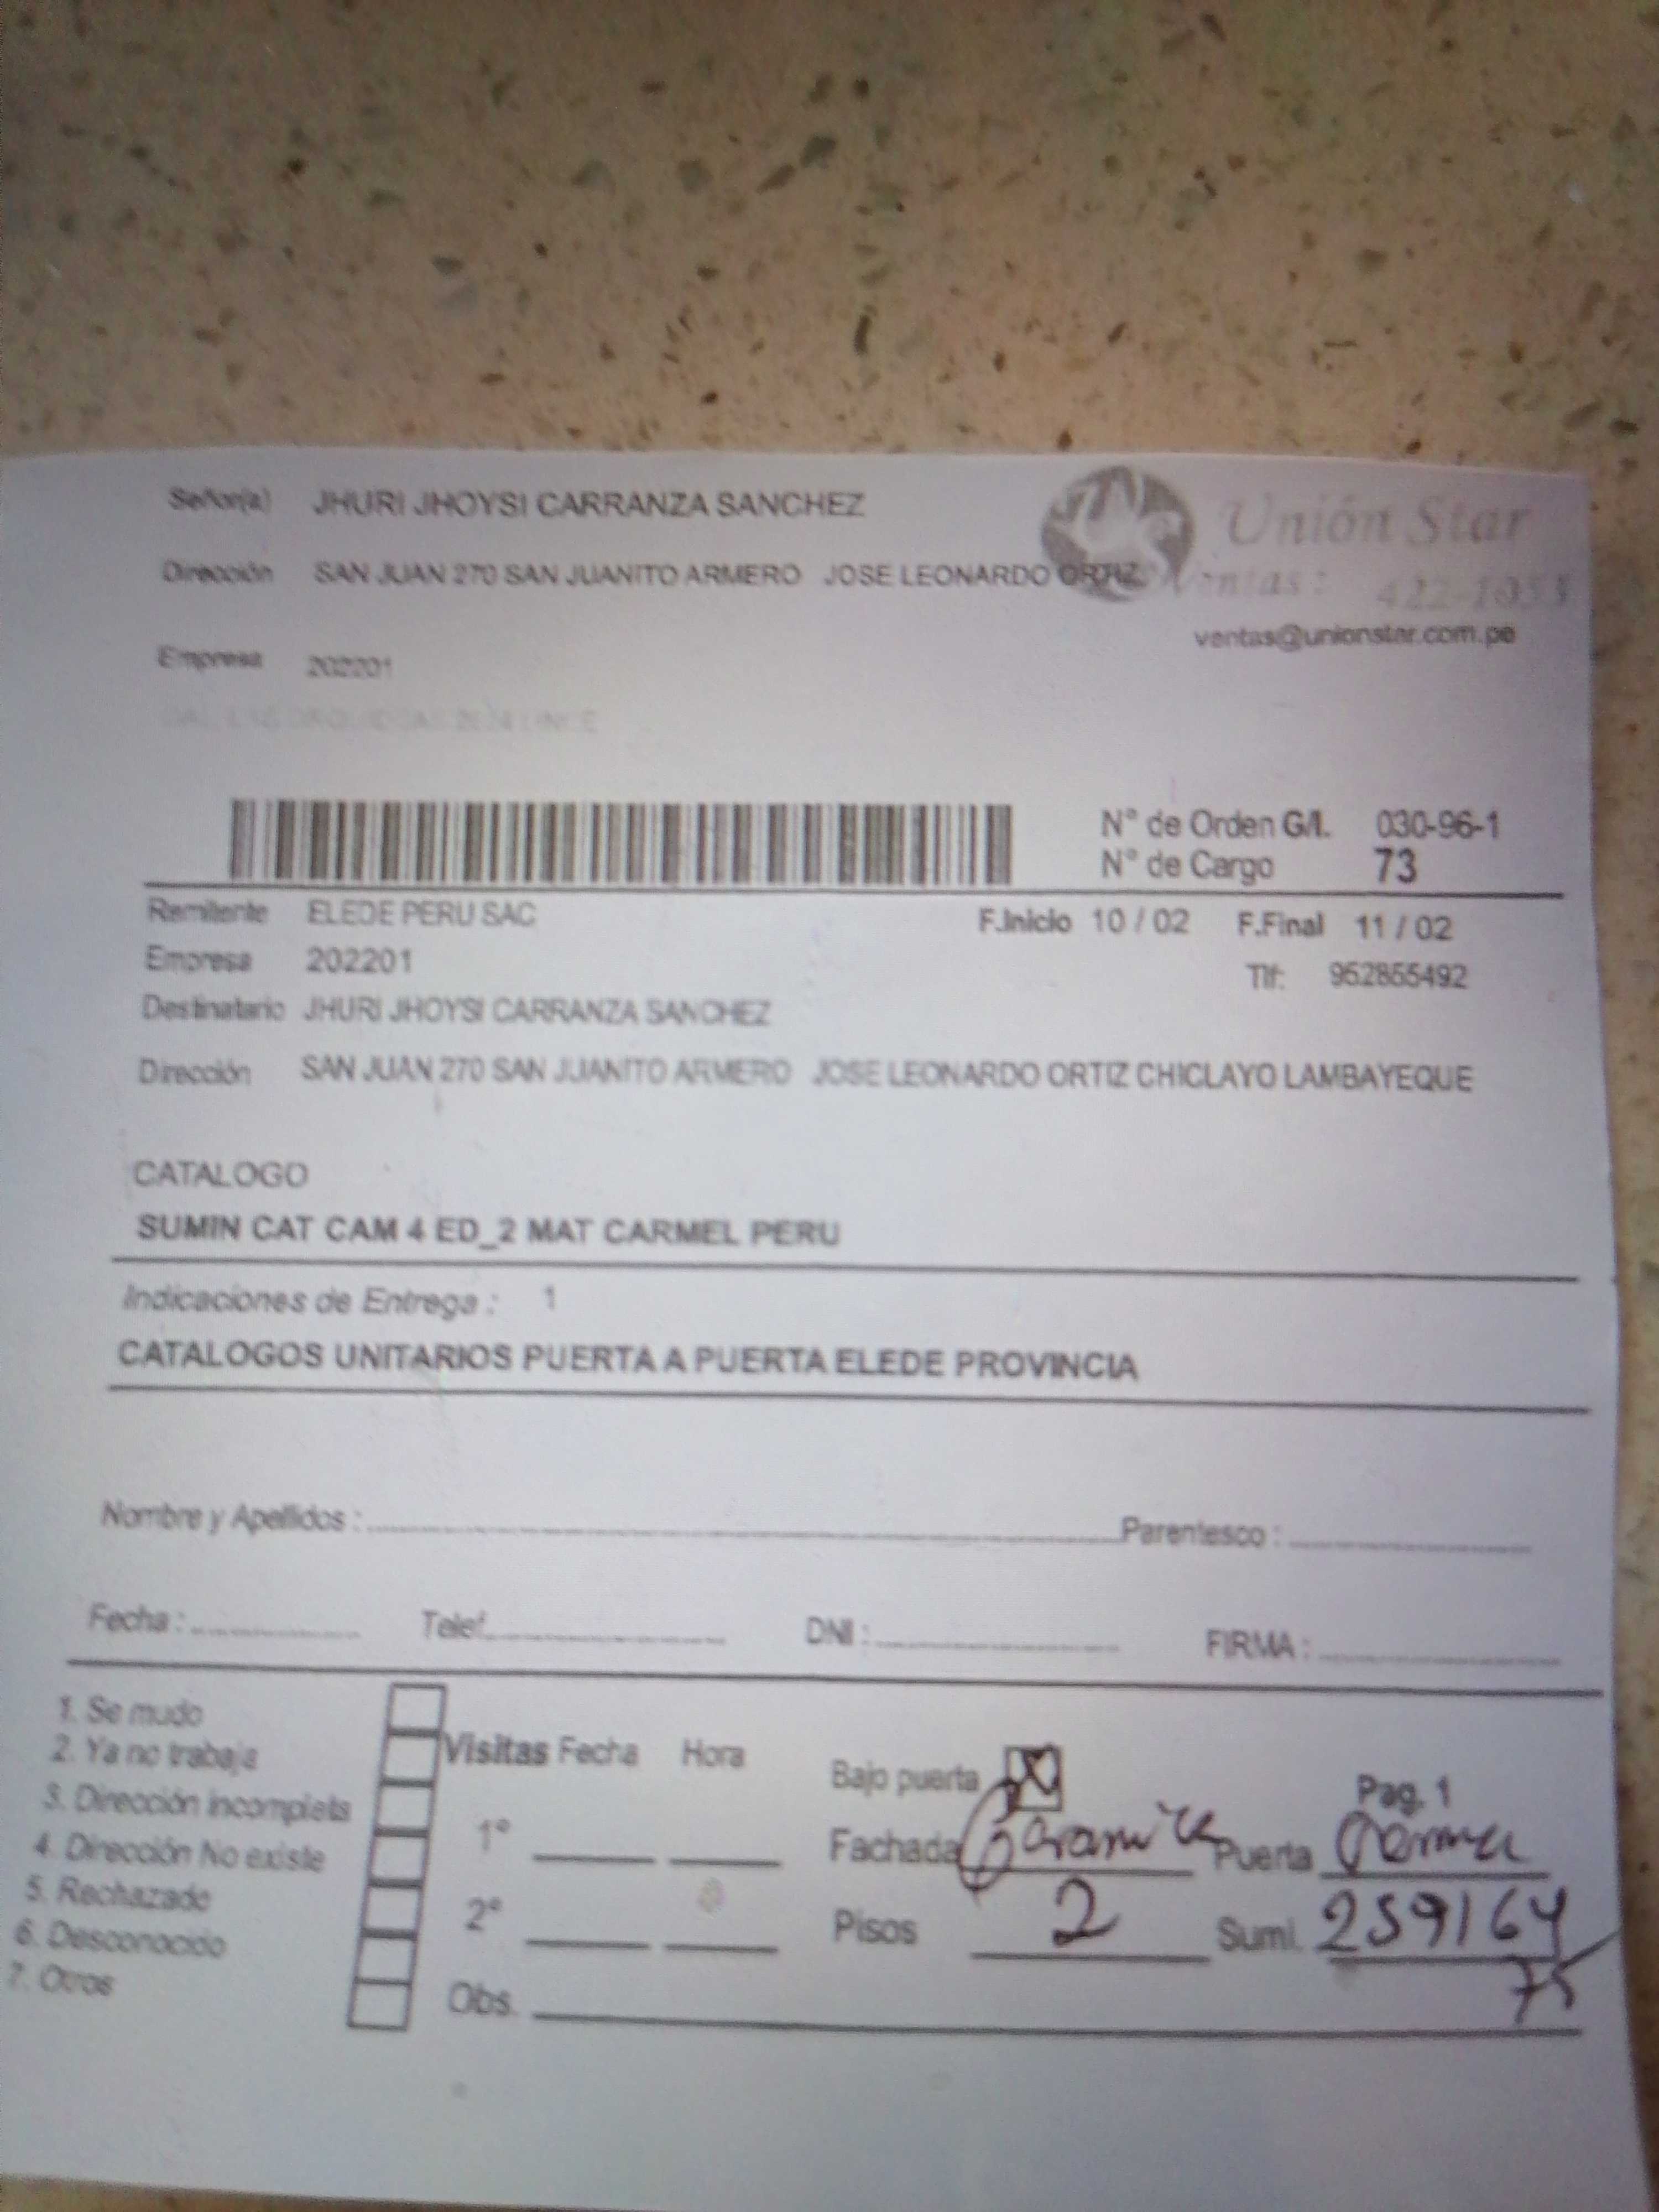 Señor(a) JHURI JHOYSI CARRANZA SANCHEZ
Unión Star
Dirección SAN JUAN 270 SAN JUANITO ARMERO JOSE LEONARDO ORTIZ
Ventas: 422-1053
ventas@unionstar.com.pe
Empresa 202201
N° de Orden G/I. 030-96-1
N° de Cargo 73
Remitente ELEDE PERU SAC F.Inicio 10 / 02 F.Final 11 / 02
Empresa 202201 Tlf: 952855492
Destinatario JHURI JHOYSI CARRANZA SANCHEZ
Dirección SAN JUAN 270 SAN JUANITO ARMERO JOSE LEONARDO ORTIZ CHICLAYO LAMBAYEQUE
CATALOGO
SUMIN CAT CAM 4 ED_2 MAT CARMEL PERU
Indicaciones de Entrega : 1
CATALOGOS UNITARIOS PUERTA A PUERTA ELEDE PROVINCIA
Nombre y Apellidos : Parentesco :
Fecha : Telef. DNI : FIRMA :
1. Se mudo
2. Ya no trabaja
3. Dirección incompleta
4. Dirección No existe
5. Rechazado
6. Desconocido
7. Otros
Visitas Fecha Hora
1°
2°
Obs.
Bajo puerta X Pag. 1
Fachada Puerta
Pisos 2 Sumi. 259164
75